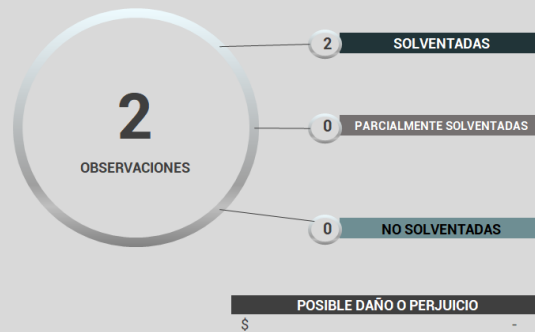 2
OBSERVACIONES
2 SOLVENTADAS
0 PARCIALMENTE SOLVENTADAS
0 NO SOLVENTADAS
POSIBLE DAÑO O PERJUICIO
$ -